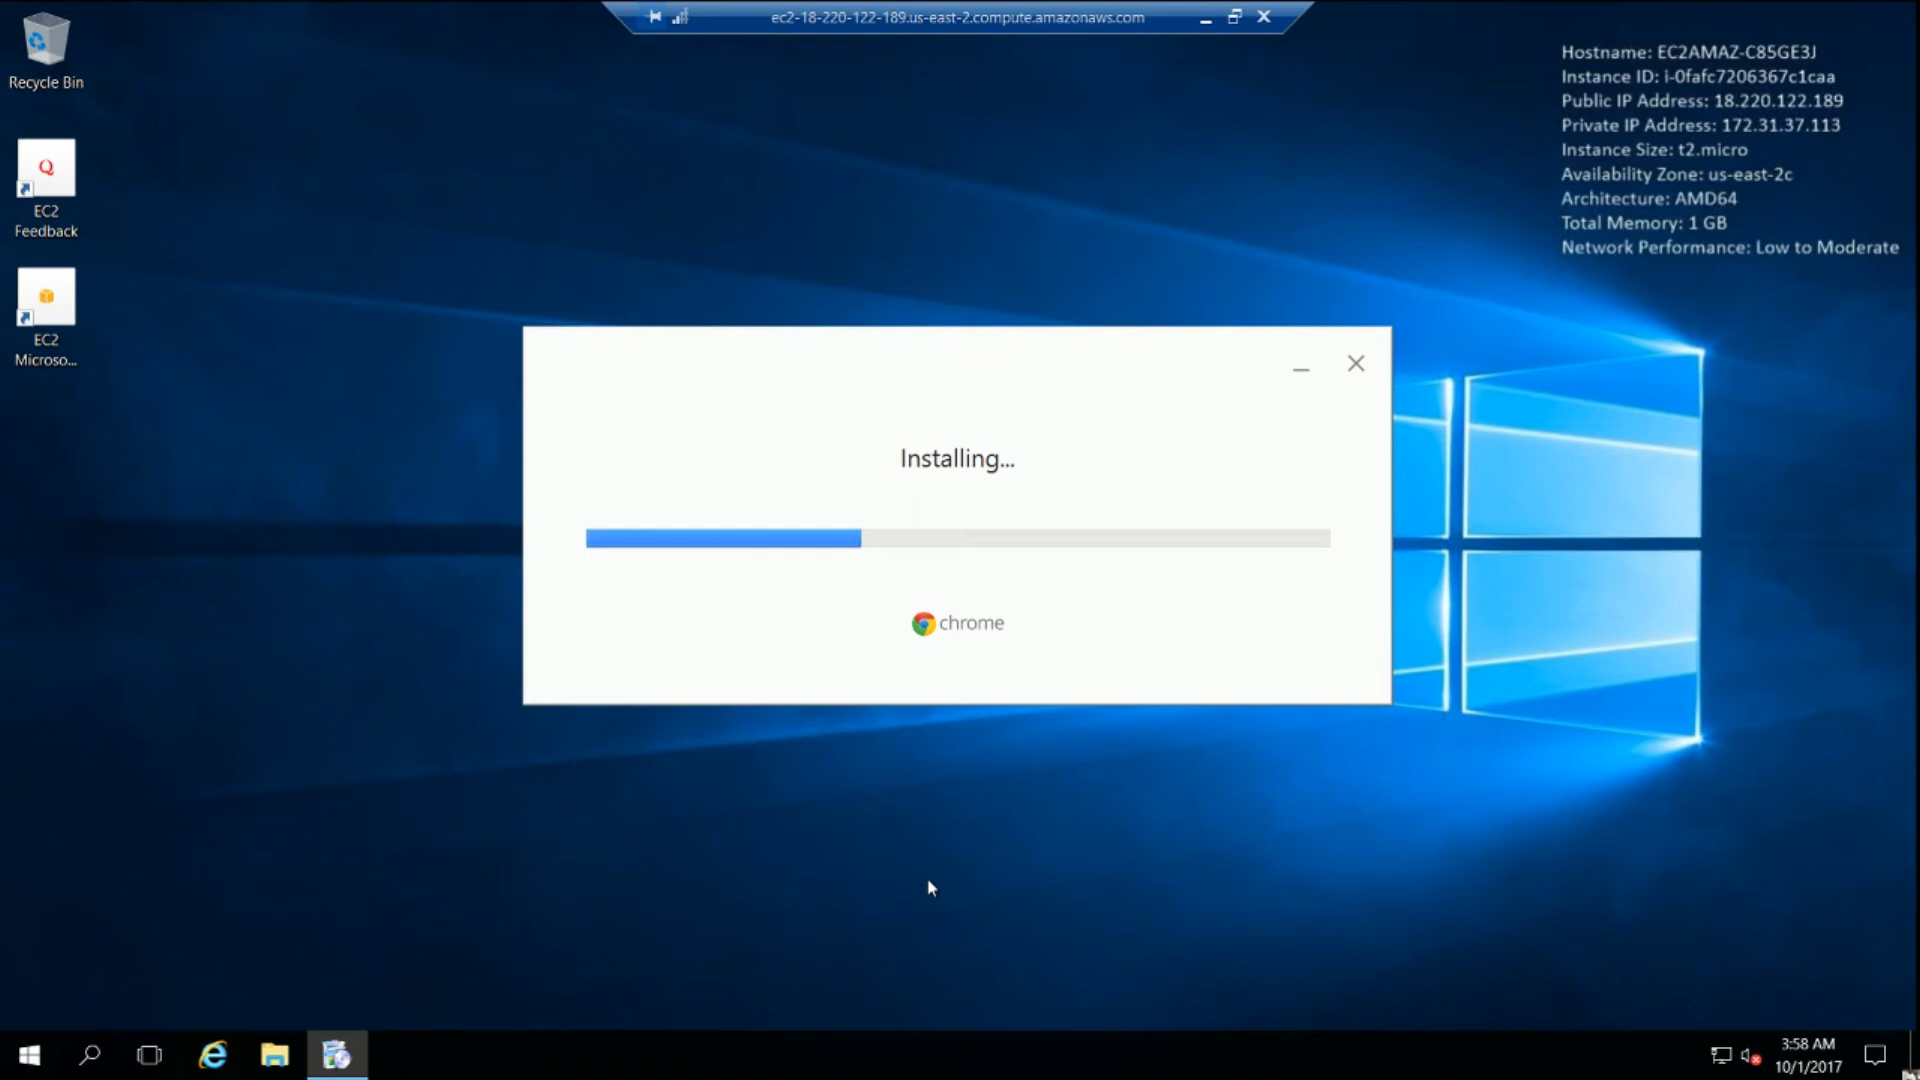 ec2-18-220-122-189.us-east-2.compute.amazonaws.com
Recycle Bin
EC2
Feedback
EC2
Microso...
Hostname: EC2AMAZ-C85GE3J
Instance ID: i-0fafc7206367c1caa
Public IP Address: 18.220.122.189
Private IP Address: 172.31.37.113
Instance Size: t2.micro
Availability Zone: us-east-2c
Architecture: AMD64
Total Memory: 1 GB
Network Performance: Low to Moderate
Installing...
chrome
3:58 AM
10/1/2017